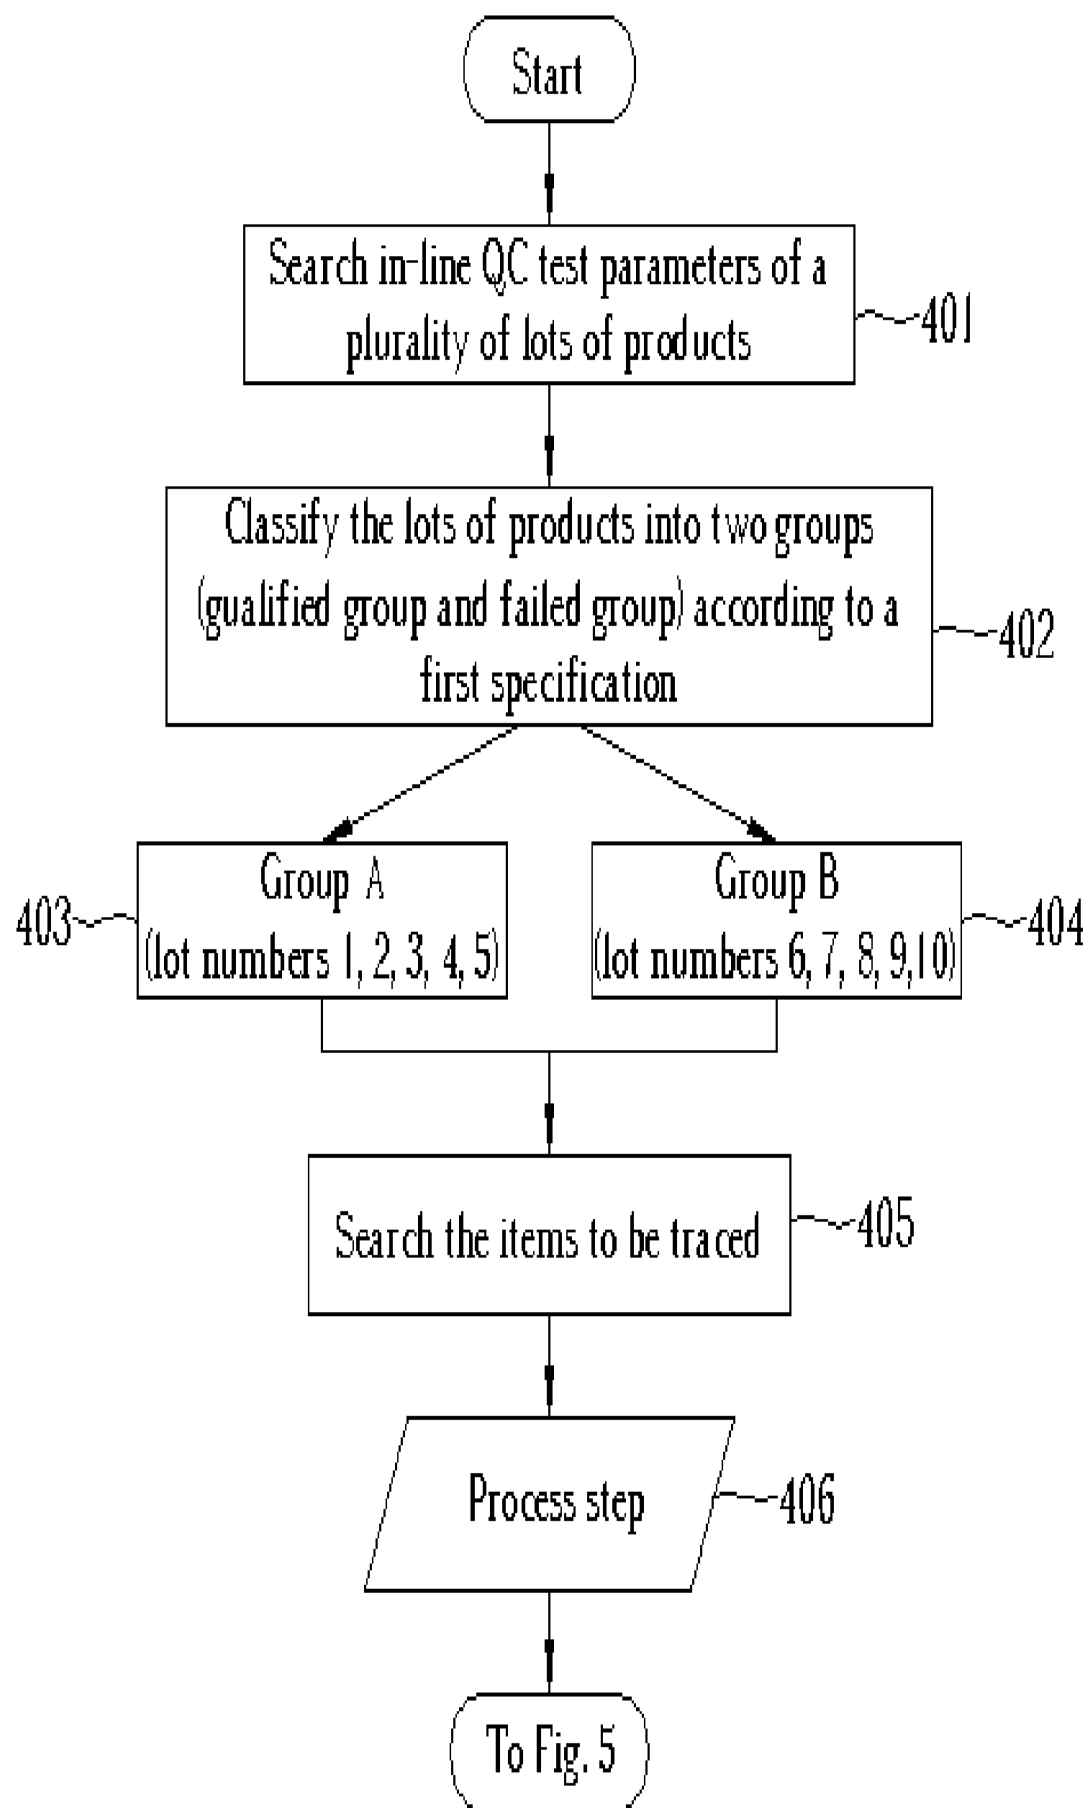 Start
Search in-line QC test parameters of a
plurality of lots of products
401
Classify the lots of products into two groups
(gualified group and failed group) according to a
first specification
402
Group A
(lot numbers 1, 2, 3, 4, 5)
403
Group B
(lot numbers 6, 7, 8, 9,10)
404
Search the items to be traced
405
Process step
406
To Fig. 5